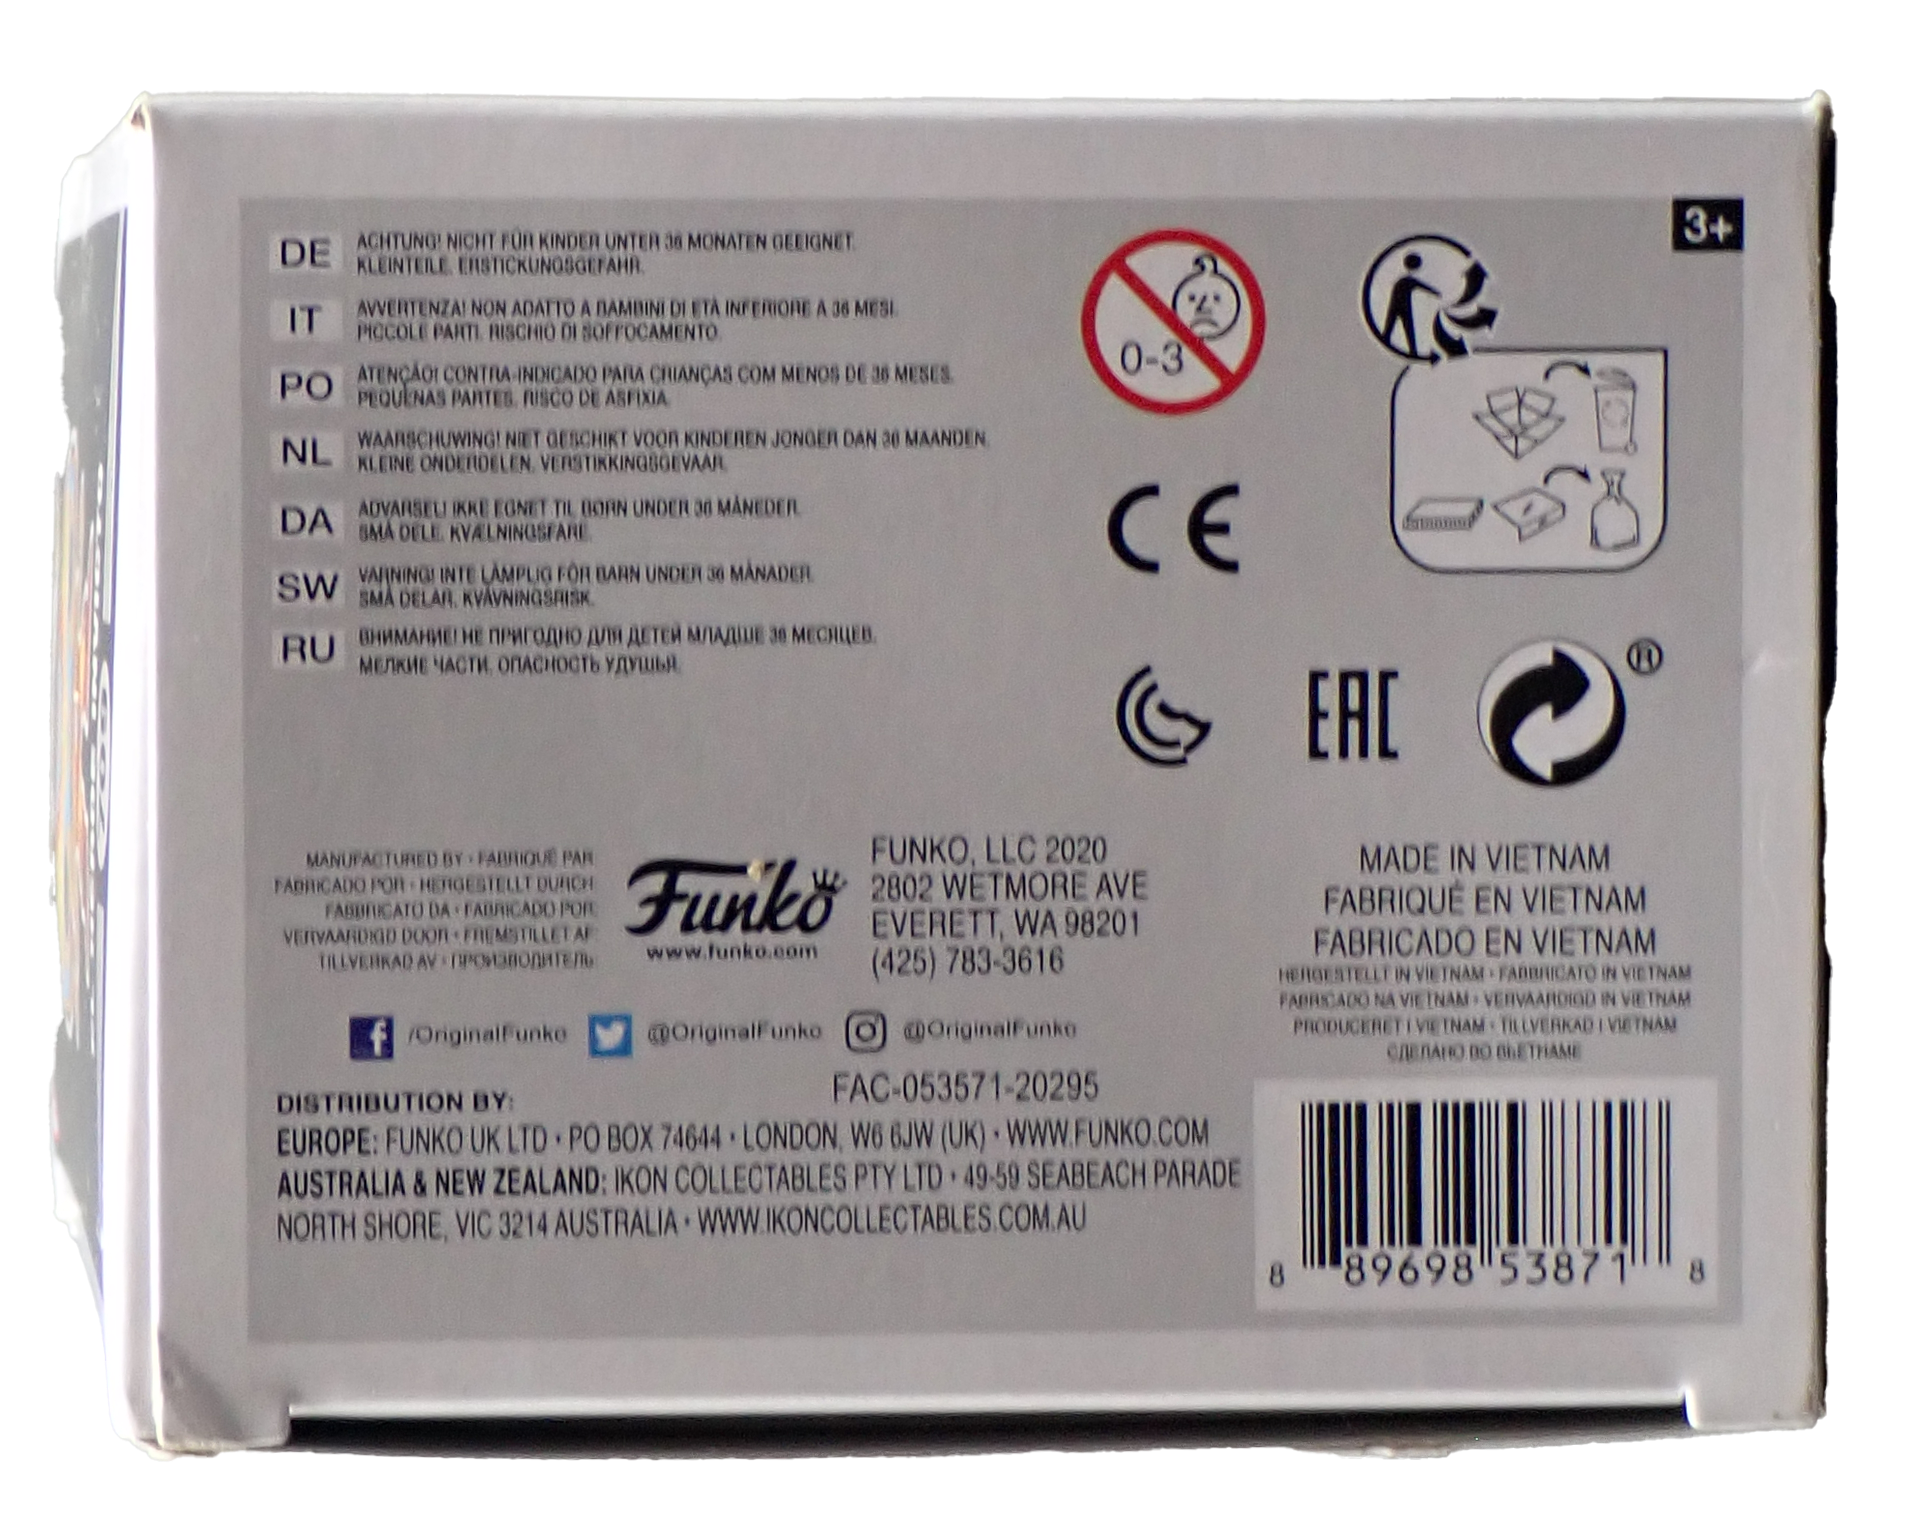 3+
DE
ACHTUNG! NICHT FÜR KINDER UNTER 36 MONATEN GEEIGNET.
KLEINTEILE. ERSTICKUNGSGEFAHR.
IT
AVVERTENZA! NON ADATTO A BAMBINI DI ETÀ INFERIORE A 36 MESI.
PICCOLE PARTI. RISCHIO DI SOFFOCAMENTO.
PO
ATENÇÃO! CONTRA-INDICADO PARA CRIANÇAS COM MENOS DE 36 MESES.
PEQUENAS PARTES. RISCO DE ASFIXIA.
NL
WAARSCHUWING! NIET GESCHIKT VOOR KINDEREN JONGER DAN 36 MAANDEN.
KLEINE ONDERDELEN. VERSTIKKINGSGEVAAR.
DA
ADVARSEL! IKKE EGNET TIL BØRN UNDER 36 MÅNEDER.
SMÅ DELE. KVÆLNINGSFARE.
SW
VARNING! INTE LÄMPLIG FÖR BARN UNDER 36 MÅNADER.
SMÅ DELAR. KVÄVNINGSRISK.
RU
ВНИМАНИЕ! НЕ ПРИГОДНО ДЛЯ ДЕТЕЙ МЛАДШЕ 36 МЕСЯЦЕВ.
МЕЛКИЕ ЧАСТИ. ОПАСНОСТЬ УДУШЬЯ.
0-3
CE
EAC
®
MANUFACTURED BY • FABRIQUÉ PAR
FABRICADO POR • HERGESTELLT DURCH
FABBRICATO DA • FABRICADO POR
VERVAARDIGD DOOR • FREMSTILLET AF
TILLVERKAD AV • ПРОИЗВОДИТЕЛЬ
Funko
www.funko.com
FUNKO, LLC 2020
2802 WETMORE AVE
EVERETT, WA 98201
(425) 783-3616
MADE IN VIETNAM
FABRIQUÉ EN VIETNAM
FABRICADO EN VIETNAM
HERGESTELLT IN VIETNAM • FABBRICATO IN VIETNAM
FABRICADO NA VIETNAM • VERVAARDIGD IN VIETNAM
PRODUCERET I VIETNAM • TILLVERKAD I VIETNAM
СДЕЛАНО ВО ВЬЕТНАМЕ
/OriginalFunko @OriginalFunko @OriginalFunko
FAC-053571-20295
DISTRIBUTION BY:
EUROPE: FUNKO UK LTD • PO BOX 74644 • LONDON, W6 6JW (UK) • WWW.FUNKO.COM
AUSTRALIA & NEW ZEALAND: IKON COLLECTABLES PTY LTD • 49-59 SEABEACH PARADE
NORTH SHORE, VIC 3214 AUSTRALIA • WWW.IKONCOLLECTABLES.COM.AU
8 89698 53871 8